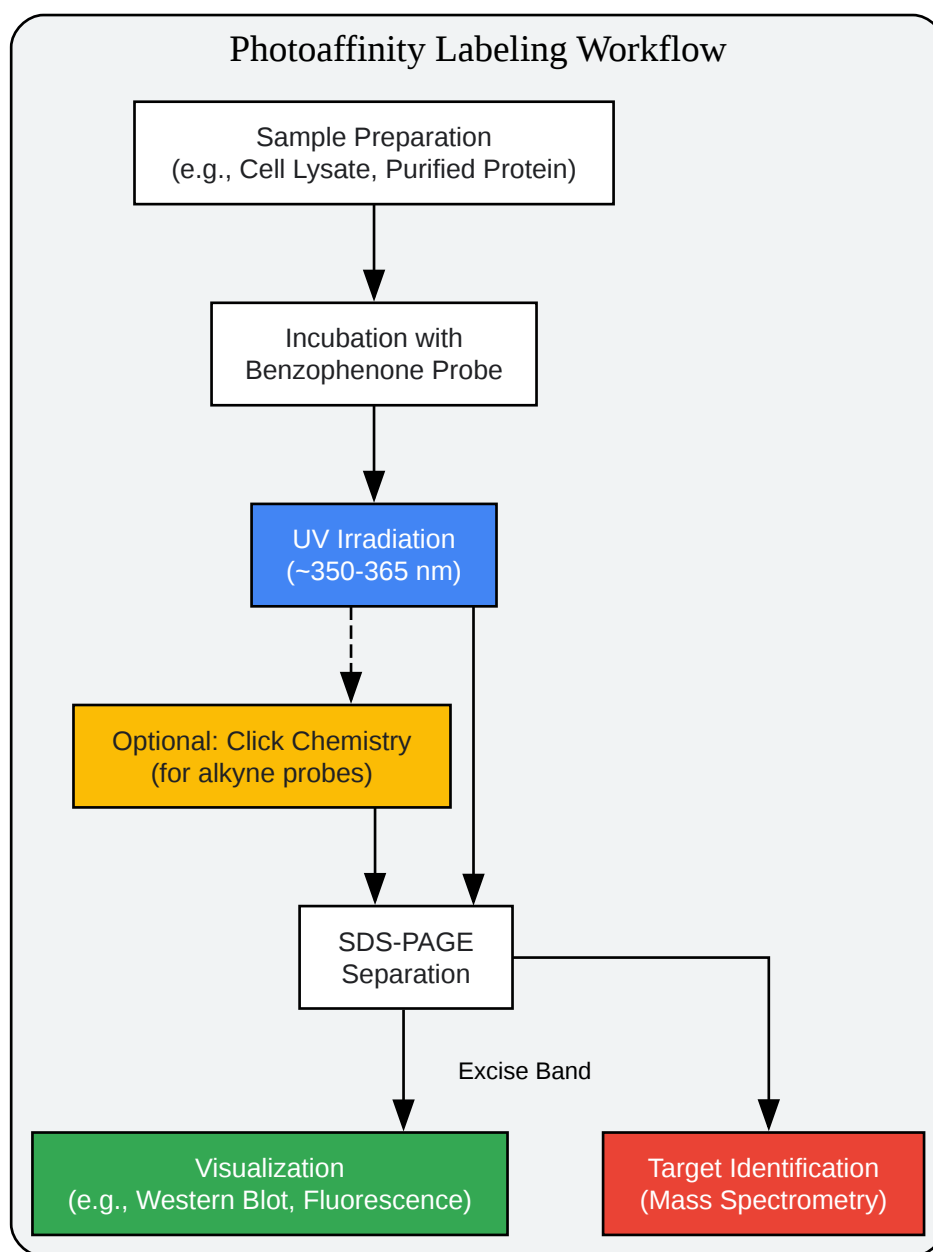 Photoaffinity Labeling Workflow
Sample Preparation
(e.g., Cell Lysate, Purified Protein)
Incubation with
Benzophenone Probe
UV Irradiation
(~350-365 nm)
Optional: Click Chemistry
(for alkyne probes)
SDS-PAGE
Separation
Excise Band
Visualization
(e.g., Western Blot, Fluorescence)
Target Identification
(Mass Spectrometry)